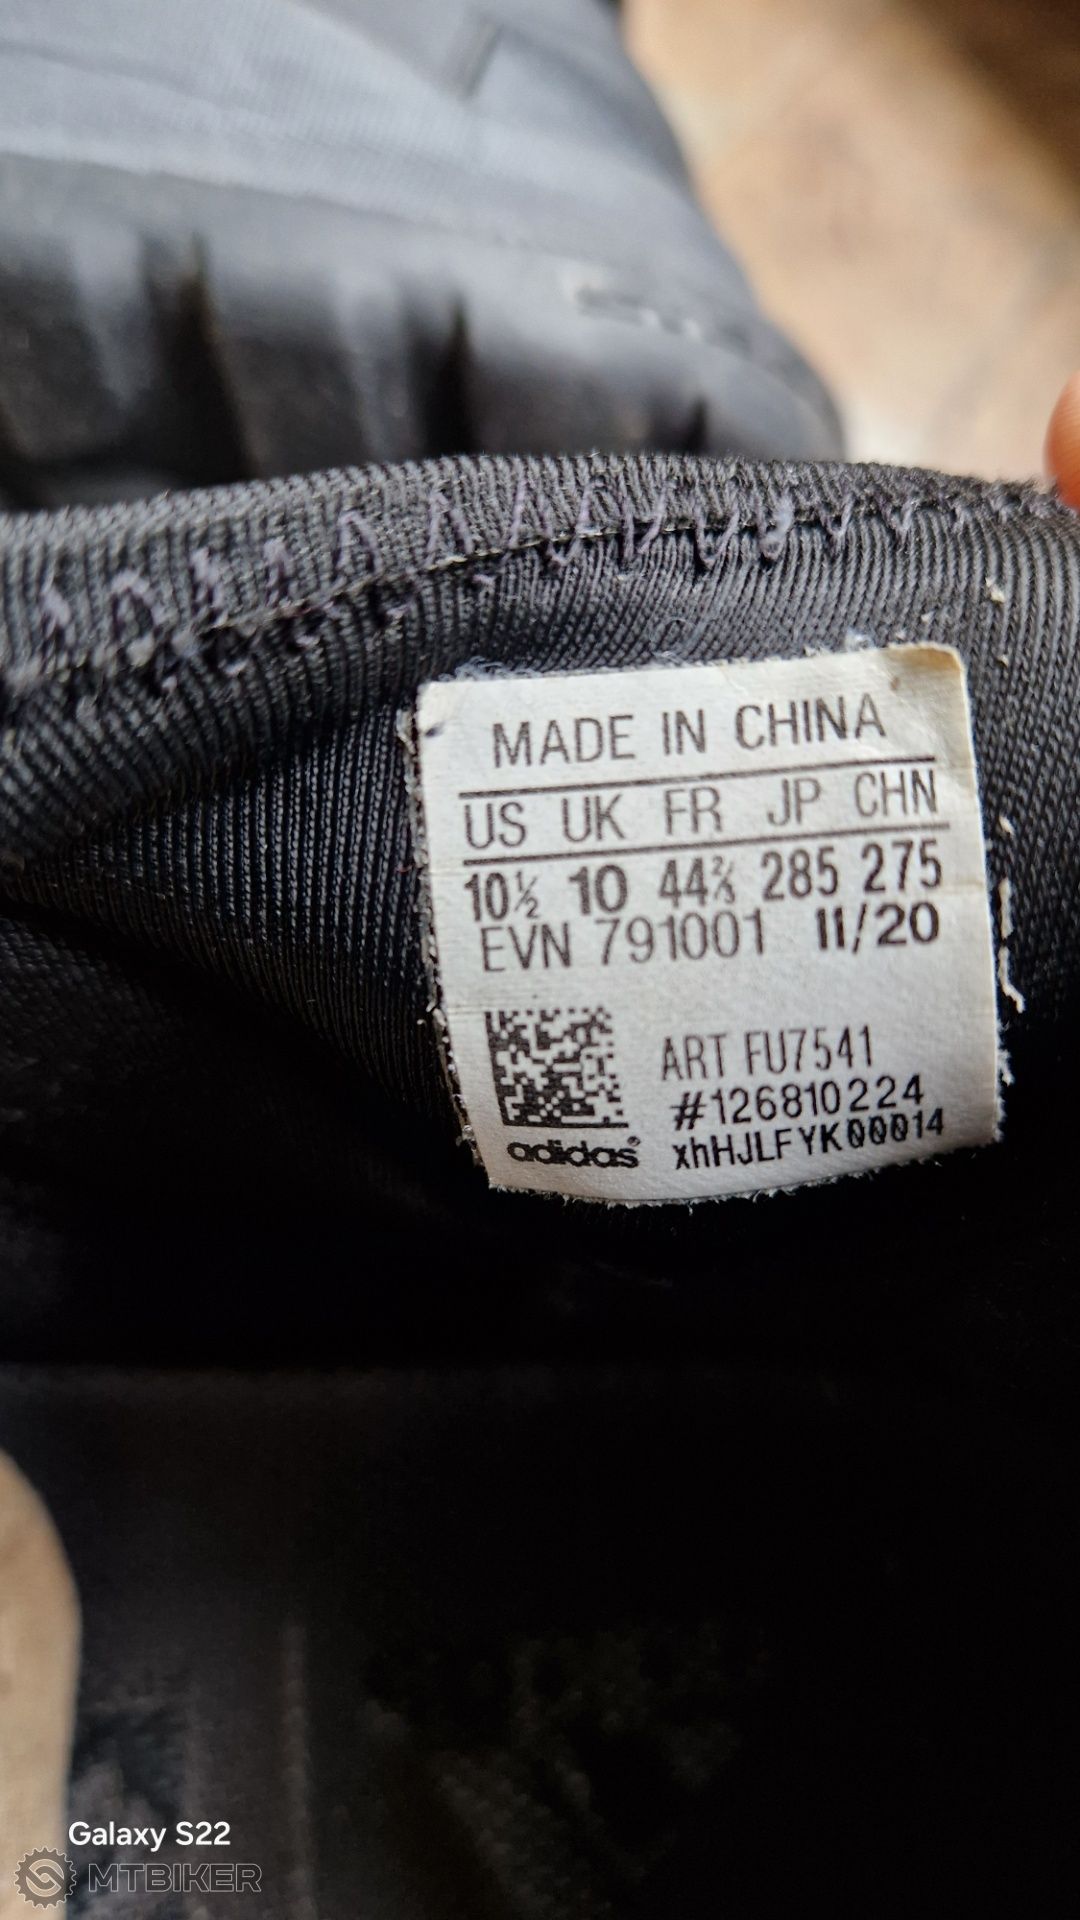 MADE IN CHINA
US UK FR JP CHN
10½ 10 44⅔ 285 275
EVN 791001 11/20
ART FU7541
#126810224
adidas® xhHJLFYK00014
Galaxy S22
MTBIKER